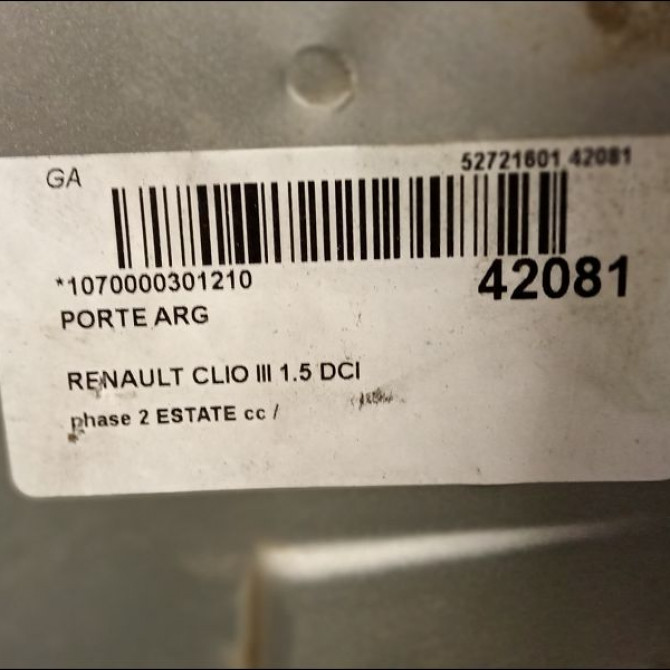 GA
52721601 42081
*1070000301210
42081
PORTE ARG
RENAULT CLIO III 1.5 DCI
phase 2 ESTATE cc /